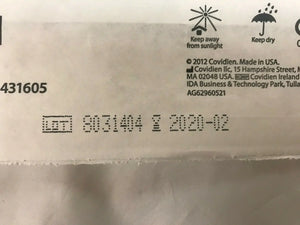 Keep away
from sunlight
Keep dry
© 2012 Covidien. Made in USA.
Covidien llc, 15 Hampshire Street,
MA 02048 USA. Covidien Ireland
IDA Business & Technology Park,
AG62960521
431605
LOT 8031404 2020-02